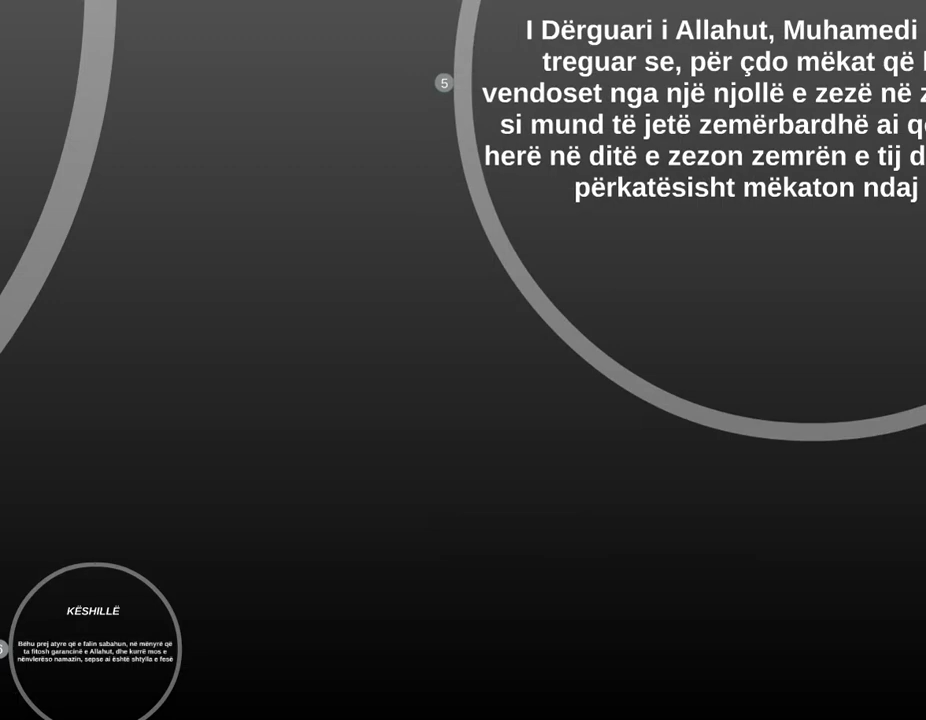 5
I Dërguari i Allahut, Muhamedi
treguar se, për çdo mëkat që
vendoset nga një njollë e zezë në
si mund të jetë zemërbardhë ai
herë në ditë e zezon zemrën e tij
përkatësisht mëkaton ndaj
KËSHILLË
Bëhu prej atyre që e falin sabahun, në mënyrë që
ta fitosh garancinë e Allahut, dhe kurrë mos e
nënvlerëso namazin, sepse ai është shtylla e fesë